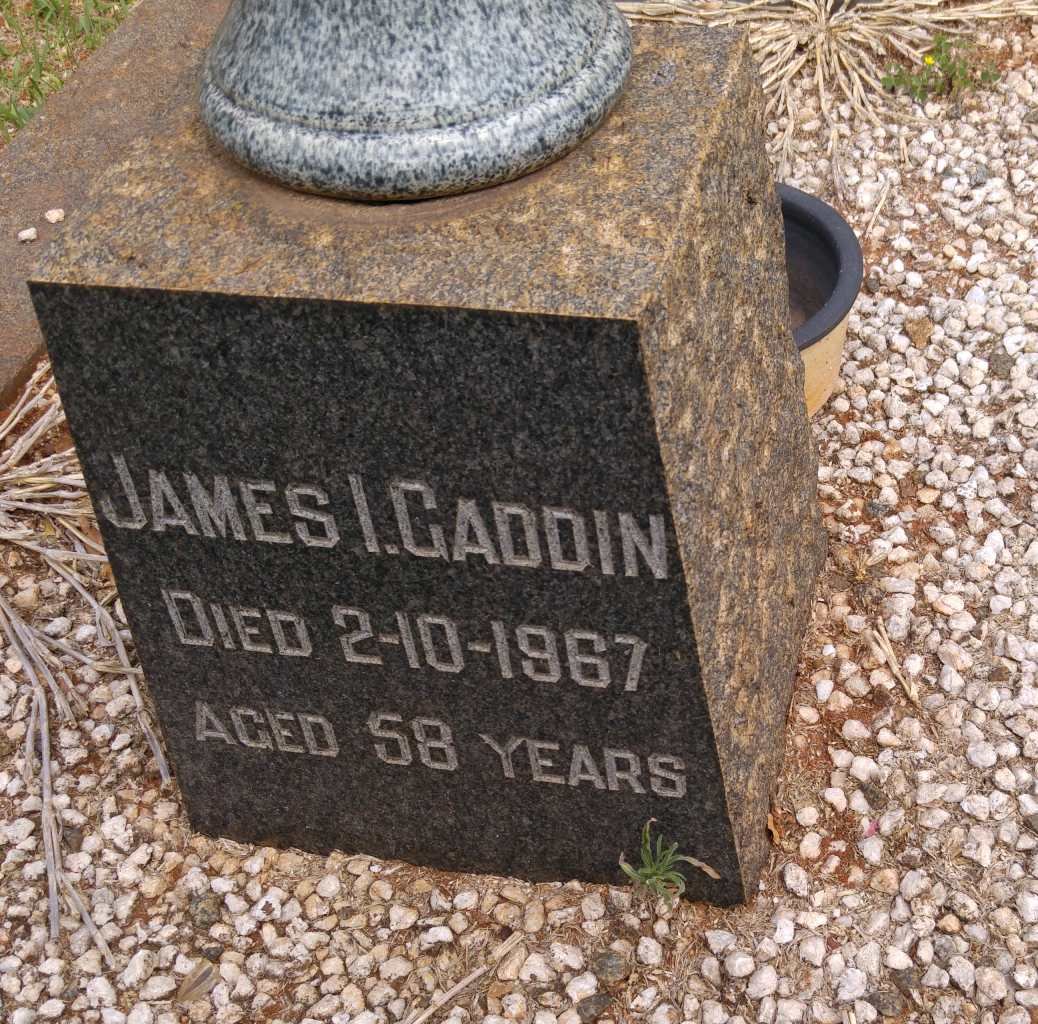 JAMES I. GADDIN
DIED 2-10-1967
AGED 58 YEARS